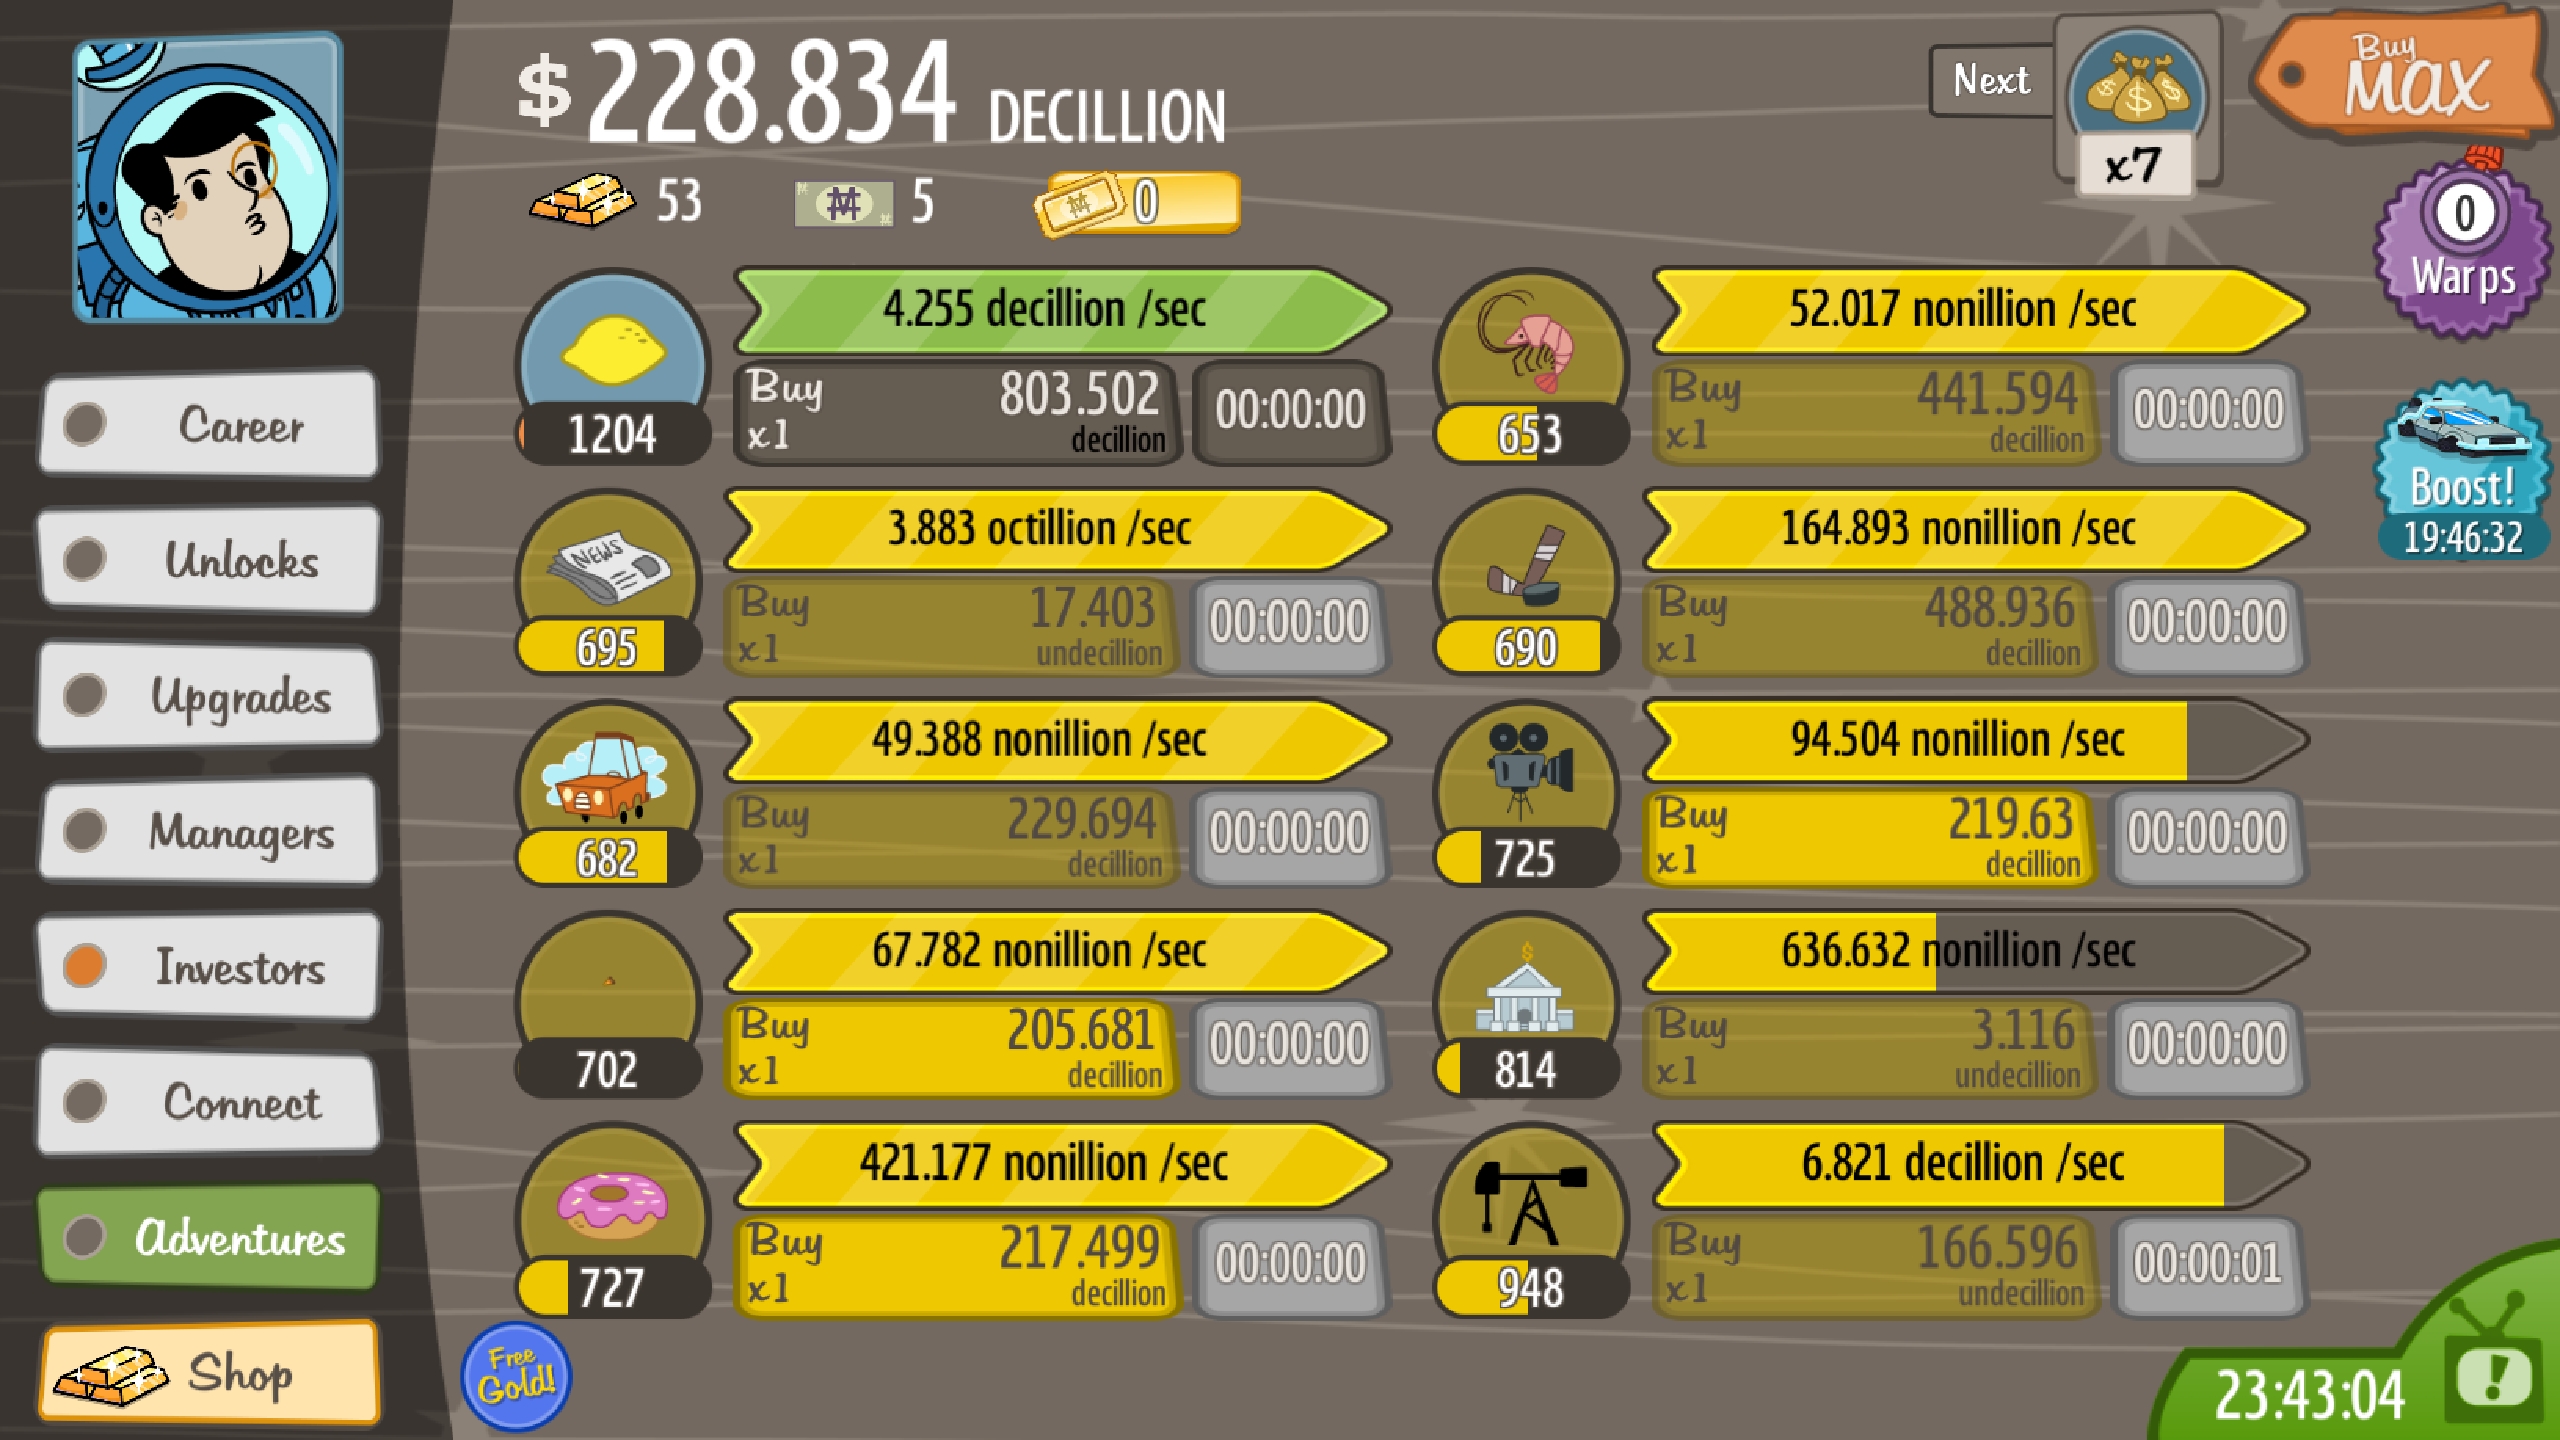 $228.834 DECILLION
Next
x7
Buy
MAX
53
5
0
0
Warps
Boost!
19:46:32
Career
Unlocks
Upgrades
Managers
Investors
Connect
Adventures
Shop
4.255 decillion /sec
1204
Buy
x1
803.502
decillion
00:00:00
NEWS
3.883 octillion /sec
695
Buy
x1
17.403
undecillion
00:00:00
49.388 nonillion /sec
682
Buy
x1
229.694
decillion
00:00:00
67.782 nonillion /sec
702
Buy
x1
205.681
decillion
00:00:00
421.177 nonillion /sec
727
Buy
x1
217.499
decillion
00:00:00
52.017 nonillion /sec
653
Buy
x1
441.594
decillion
00:00:00
164.893 nonillion /sec
690
Buy
x1
488.936
decillion
00:00:00
94.504 nonillion /sec
725
Buy
x1
219.63
decillion
00:00:00
636.632 nonillion /sec
814
Buy
x1
3.116
undecillion
00:00:00
6.821 decillion /sec
948
Buy
x1
166.596
undecillion
00:00:01
Free
Gold!
23:43:04
!